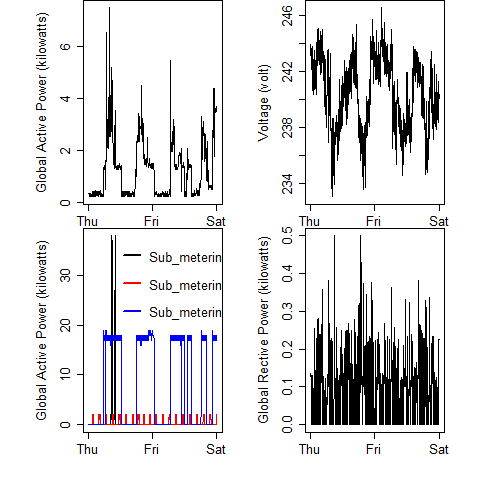 Global Active Power (kilowatts)
0 2 4 6
Thu Fri Sat
Voltage (volt)
234 238 242 246
Thu Fri Sat
Global Active Power (kilowatts)
0 10 20 30
Sub_meterin
Sub_meterin
Sub_meterin
Thu Fri Sat
Global Rective Power (kilowatts)
0.0 0.1 0.2 0.3 0.4 0.5
Thu Fri Sat